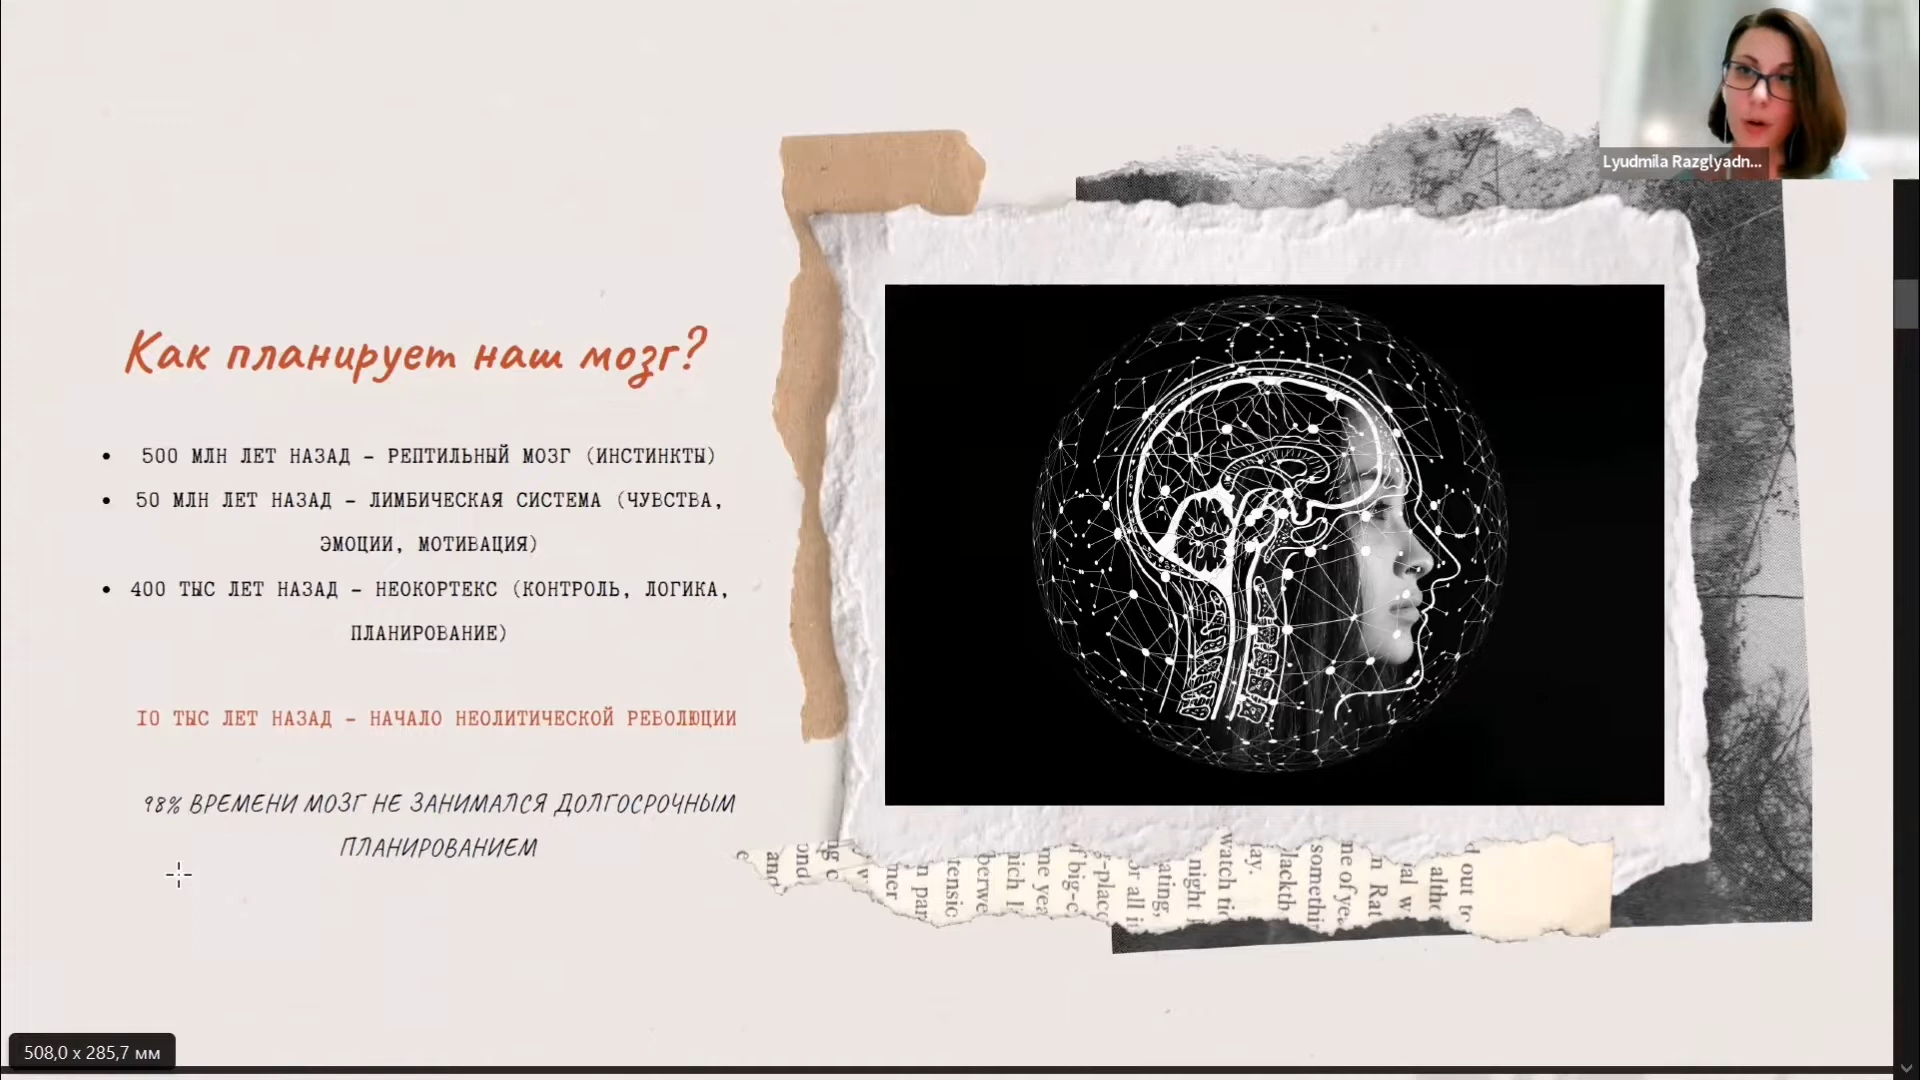 Lyudmila Razglyadn...
Как планирует наш мозг?
• 500 МЛН ЛЕТ НАЗАД - РЕПТИЛЬНЫЙ МОЗГ (ИНСТИНКТЫ)
• 50 МЛН ЛЕТ НАЗАД - ЛИМБИЧЕСКАЯ СИСТЕМА (ЧУВСТВА,
ЭМОЦИИ, МОТИВАЦИЯ)
• 400 ТЫС ЛЕТ НАЗАД - НЕОКОРТЕКС (КОНТРОЛЬ, ЛОГИКА,
ПЛАНИРОВАНИЕ)
10 ТЫС ЛЕТ НАЗАД - НАЧАЛО НЕОЛИТИЧЕСКОЙ РЕВОЛЮЦИИ
98% ВРЕМЕНИ МОЗГ НЕ ЗАНИМАЛСЯ ДОЛГОСРОЧНЫМ
ПЛАНИРОВАНИЕМ
508,0 x 285,7 мм